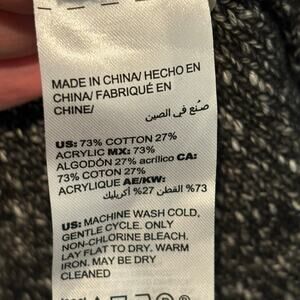 MADE IN CHINA/ HECHO EN
CHINA/ FABRIQUÉ EN
CHINE/
صنع في الصين
US: 73% COTTON 27%
ACRYLIC MX: 73%
ALGODÓN 27% acrílico CA:
73% COTON 27%
ACRYLIQUE AE/KW:
73% القطن 27% أكريليك
US: MACHINE WASH COLD,
GENTLE CYCLE. ONLY
NON-CHLORINE BLEACH.
LAY FLAT TO DRY. WARM
IRON. MAY BE DRY
CLEANED